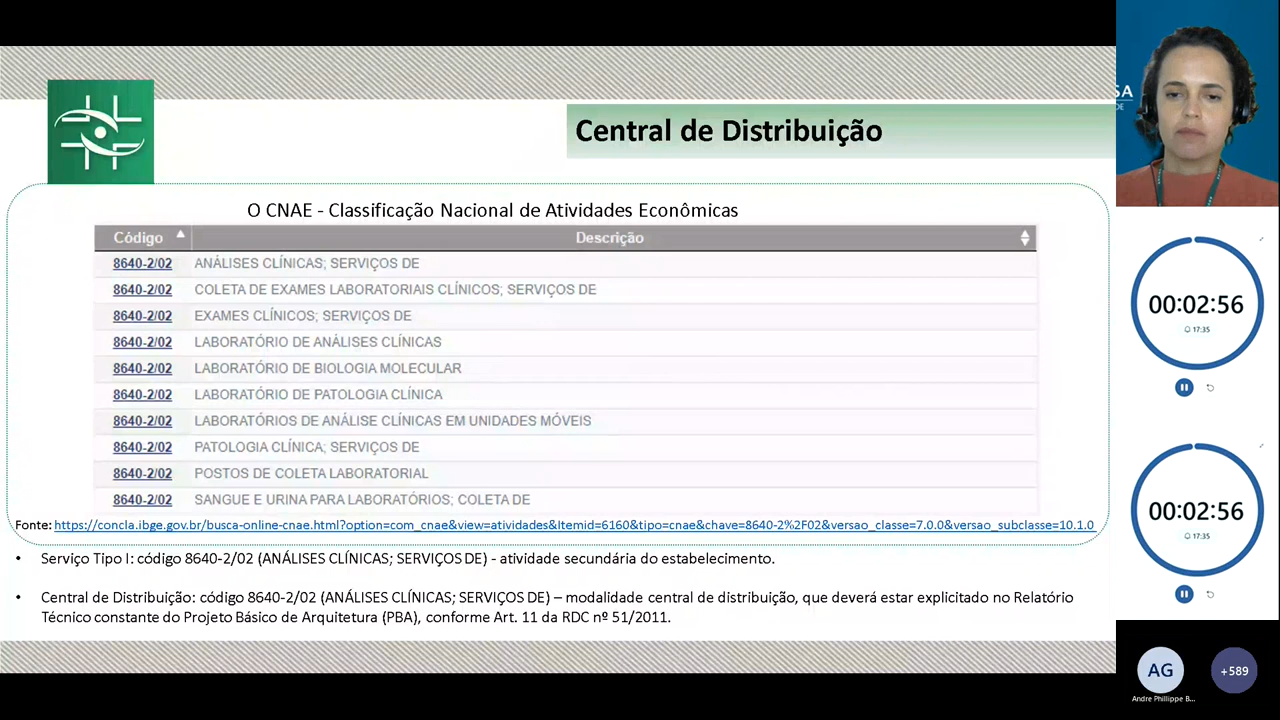 Central de Distribuição
O CNAE - Classificação Nacional de Atividades Econômicas
Código Descrição
8640-2/02 ANÁLISES CLÍNICAS; SERVIÇOS DE
8640-2/02 COLETA DE EXAMES LABORATORIAIS CLÍNICOS; SERVIÇOS DE
8640-2/02 EXAMES CLÍNICOS; SERVIÇOS DE
8640-2/02 LABORATÓRIO DE ANÁLISES CLÍNICAS
8640-2/02 LABORATÓRIO DE BIOLOGIA MOLECULAR
8640-2/02 LABORATÓRIO DE PATOLOGIA CLÍNICA
8640-2/02 LABORATÓRIOS DE ANÁLISE CLÍNICAS EM UNIDADES MÓVEIS
8640-2/02 PATOLOGIA CLÍNICA; SERVIÇOS DE
8640-2/02 POSTOS DE COLETA LABORATORIAL
8640-2/02 SANGUE E URINA PARA LABORATÓRIOS; COLETA DE
Fonte: https://concla.ibge.gov.br/busca-online-cnae.html?option=com_cnae&view=atividades&Itemid=6160&tipo=cnae&chave=8640-2%2F02&versao_classe=7.0.0&versao_subclasse=10.1.0
• Serviço Tipo I: código 8640-2/02 (ANÁLISES CLÍNICAS; SERVIÇOS DE) - atividade secundária do estabelecimento.
• Central de Distribuição: código 8640-2/02 (ANÁLISES CLÍNICAS; SERVIÇOS DE) – modalidade central de distribuição, que deverá estar explicitado no Relatório
Técnico constante do Projeto Básico de Arquitetura (PBA), conforme Art. 11 da RDC nº 51/2011.
SA
DE
00:02:56
17:35
00:02:56
17:35
AG
+589
Andre Phillippe B...